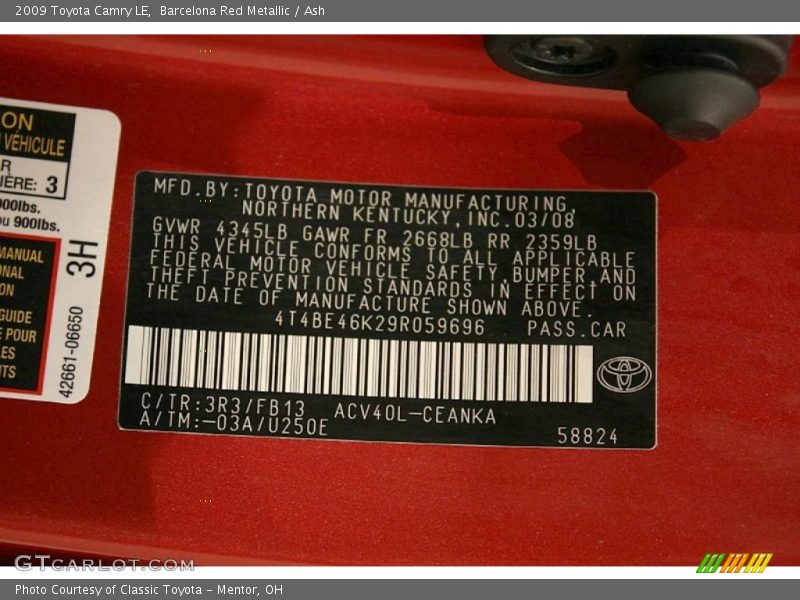 2009 Toyota Camry LE, Barcelona Red Metallic / Ash
ON
VÉHICULE
R
IÈRE: 3
900lbs.
ou 900lbs.
MANUAL
ONAL
ON
GUIDE
E POUR
LES
NTS
3H
42661-06650
MFD.BY:TOYOTA MOTOR MANUFACTURING,
NORTHERN KENTUCKY,INC.03/08
GVWR 4345LB GAWR FR 2668LB RR 2359LB
THIS VEHICLE CONFORMS TO ALL APPLICABLE
FEDERAL MOTOR VEHICLE SAFETY,BUMPER AND
THEFT PREVENTION STANDARDS IN EFFECT ON
THE DATE OF MANUFACTURE SHOWN ABOVE.
4T4BE46K29R059696 PASS.CAR
C/TR:3R3/FB13 ACV40L-CEANKA
A/TM:-03A/U250E
58824
GTCARLOT.COM
Photo Courtesy of Classic Toyota - Mentor, OH